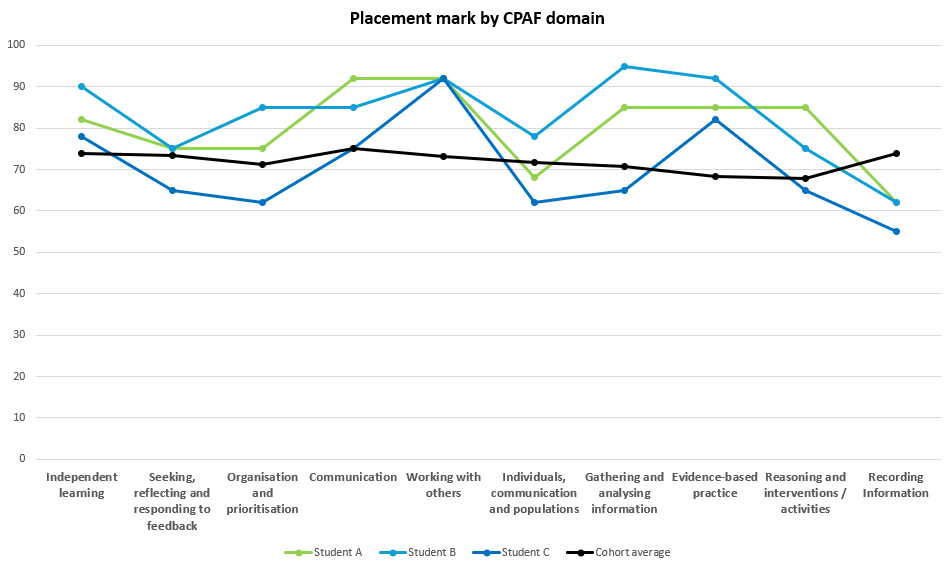 Placement mark by CPAF domain
100
90
80
70
60
50
40
30
20
10
0
Independent
learning
Seeking,
reflecting and
responding to
feedback
Organisation
and
prioritisation
Communication
Working with
others
Individuals,
communication
and populations
Gathering and
analysing
information
Evidence-based
practice
Reasoning and
interventions /
activities
Recording
Information
Student A
Student B
Student C
Cohort average